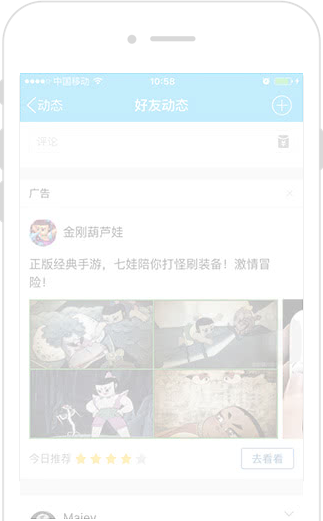 中国移动 10:58
动态 好友动态
评论
广告
金刚葫芦娃
正版经典手游，七娃陪你打怪刷装备！激情冒
险！
今日推荐 去看看
Maiey